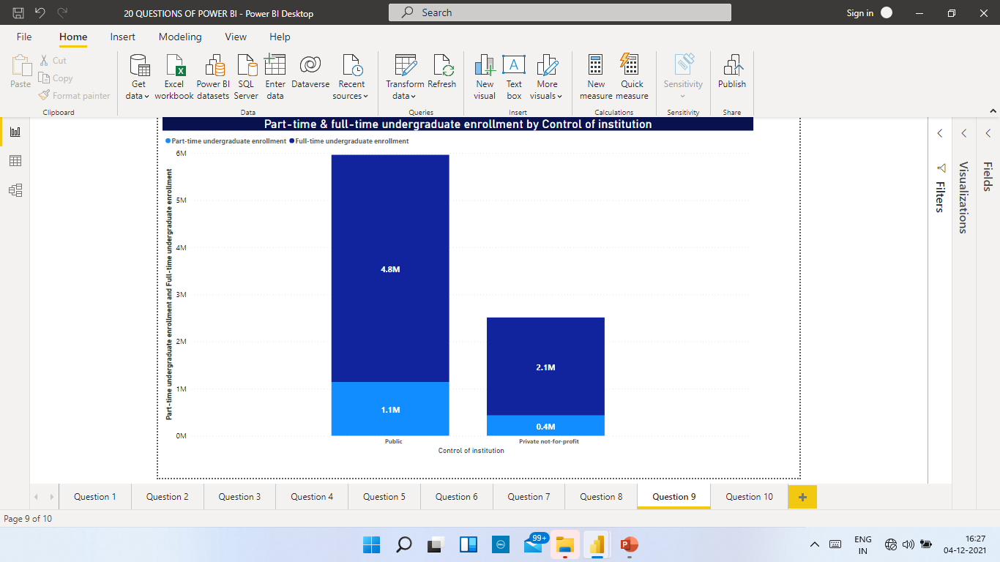 20 QUESTIONS OF POWER BI - Power BI Desktop
Search
Sign in
File Home Insert Modeling View Help
Paste
Cut
Copy
Format painter
Clipboard
Get data
Excel workbook
Power BI datasets
SQL Server
Enter data
Dataverse
Recent sources
Data
Transform data
Refresh
Queries
New visual
Text box
More visuals
Insert
New measure
Quick measure
Calculations
Sensitivity
Sensitivity
Publish
Share
Part-time & full-time undergraduate enrollment by Control of institution
Part-time undergraduate enrollment Full-time undergraduate enrollment
Part-time undergraduate enrollment and Full-time undergraduate enrollment
6M
5M
4M
3M
2M
1M
0M
4.8M
1.1M
2.1M
0.4M
Public
Private not-for-profit
Control of institution
Filters
Visualizations
Fields
Question 1 Question 2 Question 3 Question 4 Question 5 Question 6 Question 7 Question 8 Question 9 Question 10
Page 9 of 10
99+
ENG
IN
16:27
04-12-2021